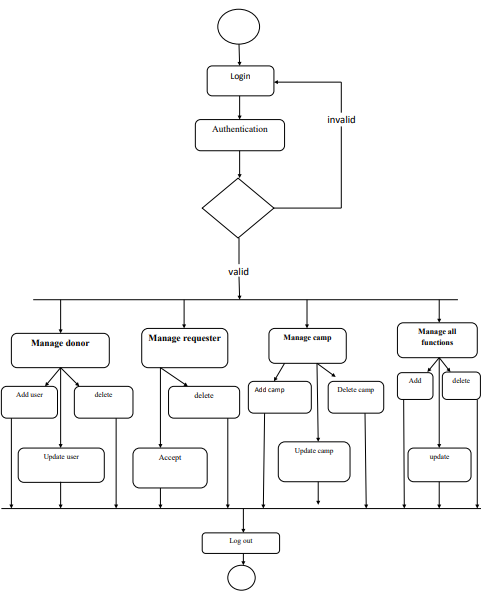 Login
Authentication
invalid
valid
Manage donor
Manage requester
Manage camp
Manage all
functions
Add user
delete
delete
Add camp
Delete camp
Add
delete
Update user
Accept
Update camp
update
Log out